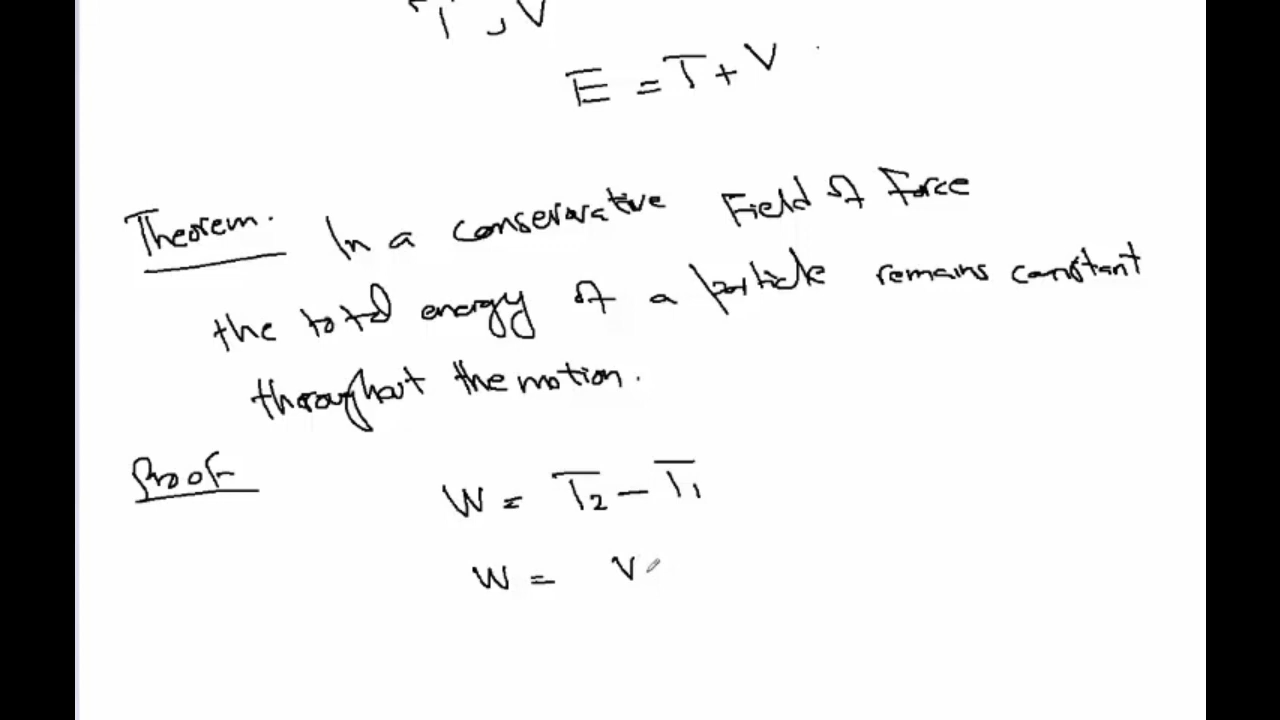 T, V
E = T + V
Theorem. In a conservative Field of Force
the total energy of a particle remains constant
throughout the motion.
Proof
W = T₂ - T₁
W = V